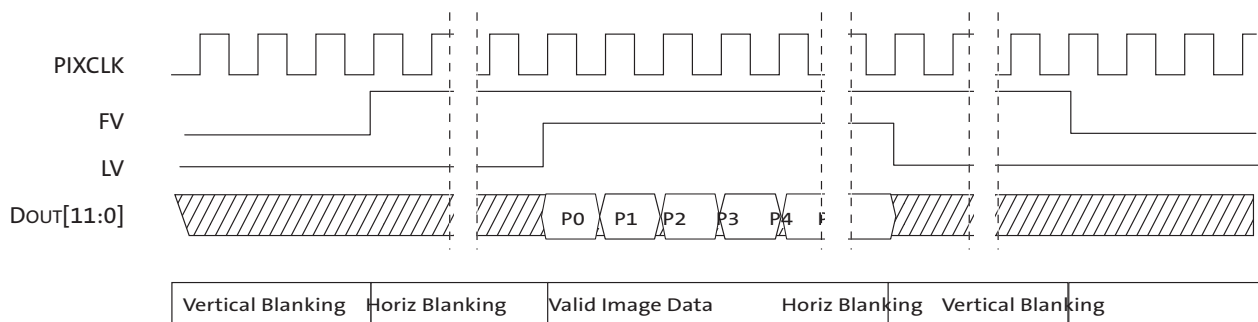 PIXCLK
FV
LV
DOUT[11:0]
P0 P1 P2 P3 P4
Vertical Blanking Horiz Blanking Valid Image Data Horiz Blanking Vertical Blanking